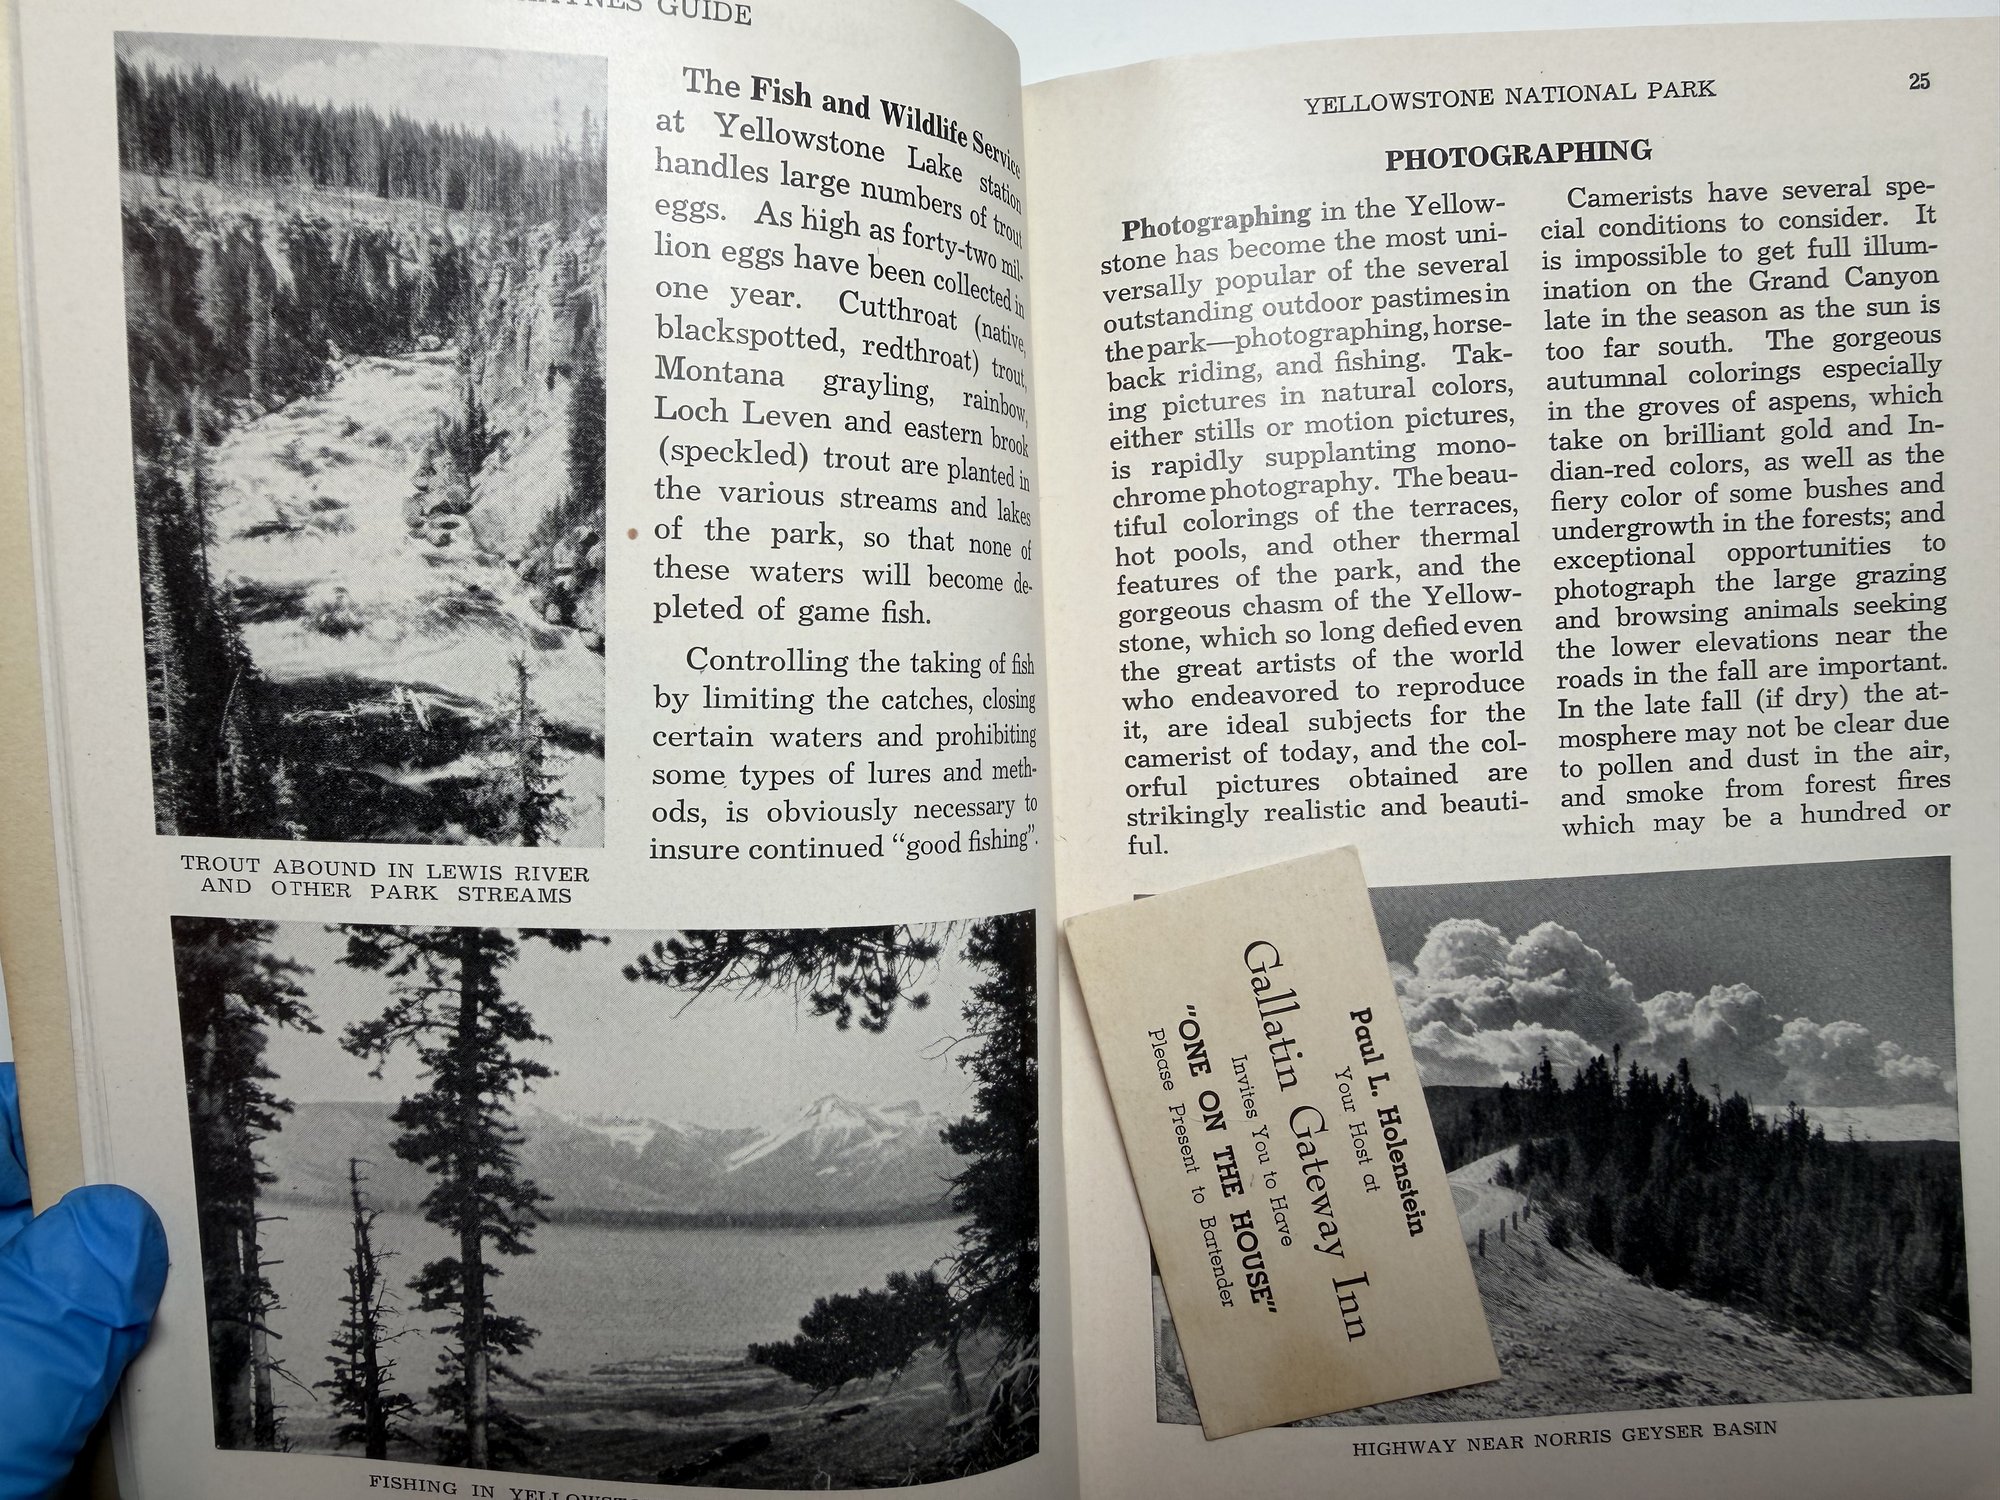 GUIDE
The Fish and Wildlife Service
at Yellowstone Lake station
handles large numbers of trout
eggs. As high as forty-two mil-
lion eggs have been collected in
one year. Cutthroat (native,
blackspotted, redthroat) trout,
Montana grayling, rainbow,
Loch Leven and eastern brook
(speckled) trout are planted in
the various streams and lakes
of the park, so that none of
these waters will become de-
pleted of game fish.
Controlling the taking of fish
by limiting the catches, closing
certain waters and prohibiting
some types of lures and meth-
ods, is obviously necessary to
insure continued "good fishing".
TROUT ABOUND IN LEWIS RIVER
AND OTHER PARK STREAMS
FISHING IN
YELLOWSTONE NATIONAL PARK 25
PHOTOGRAPHING
Photographing in the Yellow-
stone has become the most uni-
versally popular of the several
outstanding outdoor pastimes in
the park—photographing, horse-
back riding, and fishing. Tak-
ing pictures in natural colors,
either stills or motion pictures,
is rapidly supplanting mono-
chrome photography. The beau-
tiful colorings of the terraces,
hot pools, and other thermal
features of the park, and the
gorgeous chasm of the Yellow-
stone, which so long defied even
the great artists of the world
who endeavored to reproduce
it, are ideal subjects for the
camerist of today, and the col-
orful pictures obtained are
strikingly realistic and beauti-
ful.
Camerists have several spe-
cial conditions to consider. It
is impossible to get full illum-
ination on the Grand Canyon
late in the season as the sun is
too far south. The gorgeous
autumnal colorings especially
in the groves of aspens, which
take on brilliant gold and In-
dian-red colors, as well as the
fiery color of some bushes and
undergrowth in the forests; and
exceptional opportunities to
photograph the large grazing
and browsing animals seeking
the lower elevations near the
roads in the fall are important.
In the late fall (if dry) the at-
mosphere may not be clear due
to pollen and dust in the air,
and smoke from forest fires
which may be a hundred or
Paul L. Holenstein
Your Host at
Gallatin Gateway Inn
Invites You to Have
"ONE ON THE HOUSE"
Please Present to Bartender
HIGHWAY NEAR NORRIS GEYSER BASIN